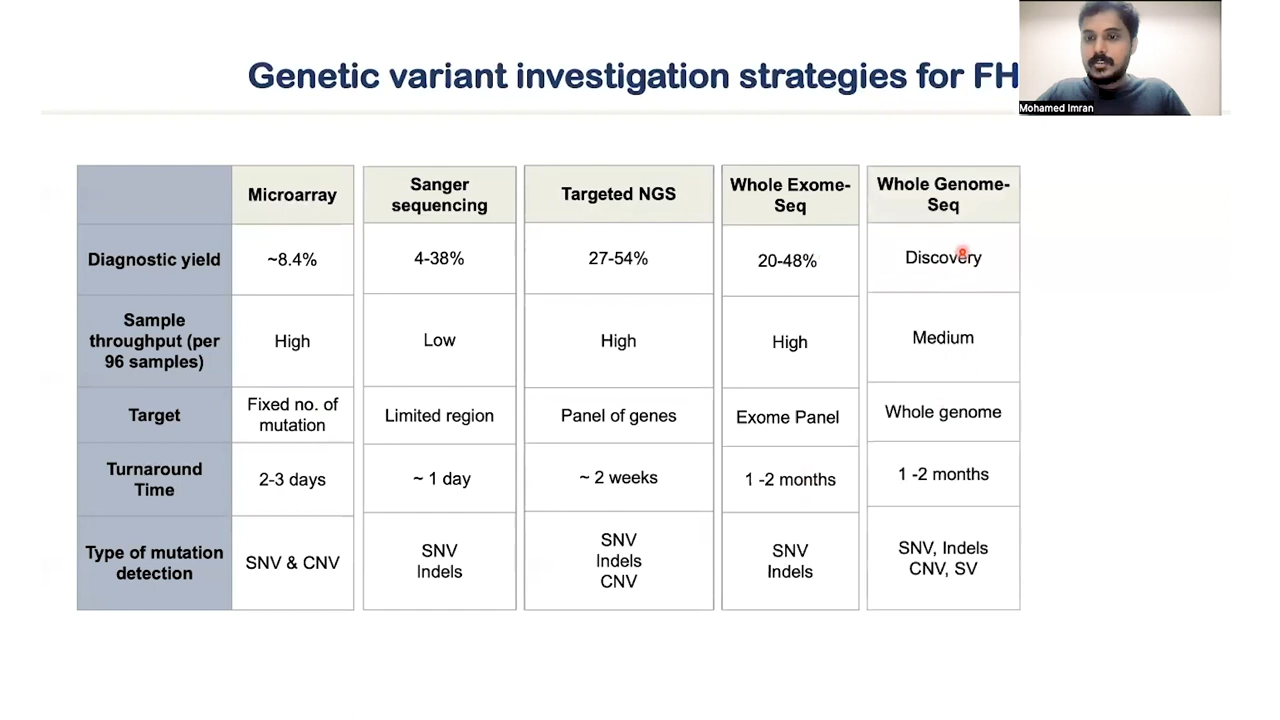 Genetic variant investigation strategies for FH
Mohamed Imran
Microarray
Sanger
sequencing
Targeted NGS
Whole Exome-
Seq
Whole Genome-
Seq
Diagnostic yield
~8.4%
4-38%
27-54%
20-48%
Discovery
Sample
throughput (per
96 samples)
High
Low
High
High
Medium
Target
Fixed no. of
mutation
Limited region
Panel of genes
Exome Panel
Whole genome
Turnaround
Time
2-3 days
~ 1 day
~ 2 weeks
1 -2 months
1 -2 months
Type of mutation
detection
SNV & CNV
SNV
Indels
SNV
Indels
CNV
SNV
Indels
SNV, Indels
CNV, SV